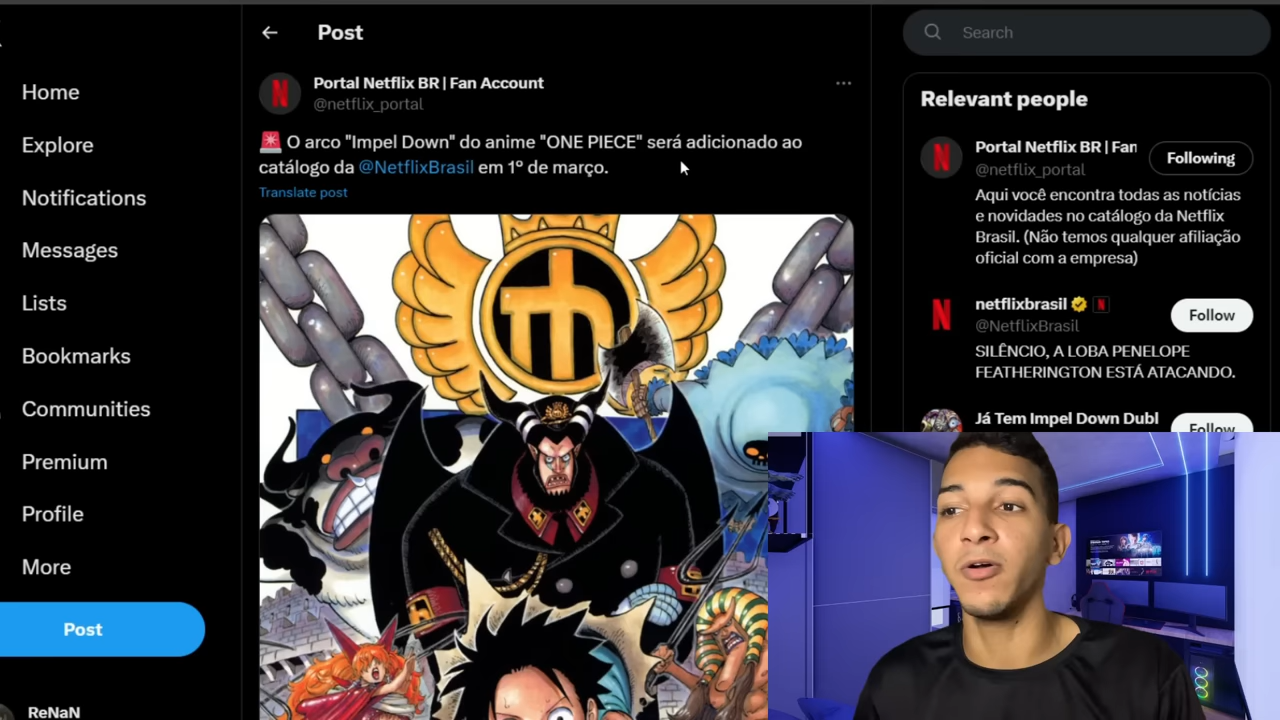 Home
Explore
Notifications
Messages
Lists
Bookmarks
Communities
Premium
Profile
More
Post
ReNaN
Post
Portal Netflix BR | Fan Account
@netflix_portal
🚨 O arco "Impel Down" do anime "ONE PIECE" será adicionado ao
catálogo da @NetflixBrasil em 1º de março.
Translate post
Search
Relevant people
Portal Netflix BR | Fan
@netflix_portal
Following
Aqui você encontra todas as notícias
e novidades no catálogo da Netflix
Brasil. (Não temos qualquer afiliação
oficial com a empresa)
netflixbrasil
@NetflixBrasil
Follow
SILÊNCIO, A LOBA PENELOPE
FEATHERINGTON ESTÁ ATACANDO.
Já Tem Impel Down Dubl
Follow